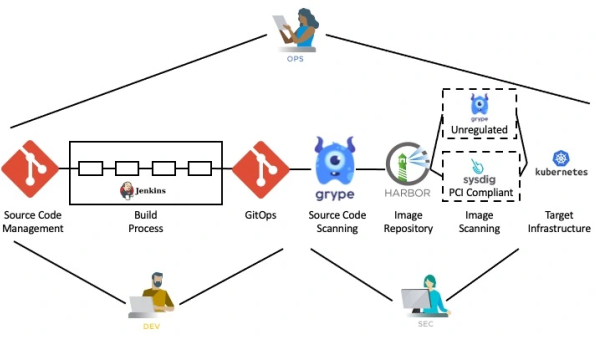 OPS
grype
Unregulated
Jenkins
grype
HARBOR
sysdig
PCI Compliant
kubernetes
Source Code
Management
Build
Process
GitOps
Source Code
Scanning
Image
Repository
Image
Scanning
Target
Infrastructure
DEV
SEC